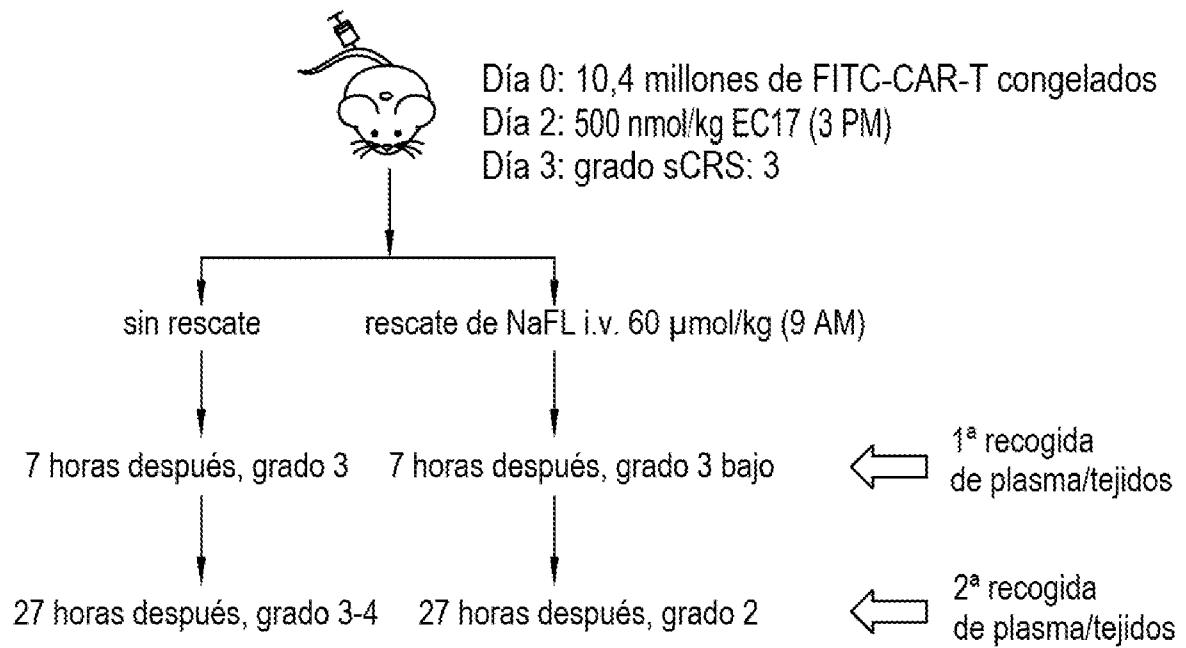 Día 0: 10,4 millones de FITC-CAR-T congelados
Día 2: 500 nmol/kg EC17 (3 PM)
Día 3: grado sCRS: 3
sin rescate
rescate de NaFL i.v. 60 µmol/kg (9 AM)
7 horas después, grado 3
7 horas después, grado 3 bajo
1ª recogida
de plasma/tejidos
27 horas después, grado 3-4
27 horas después, grado 2
2ª recogida
de plasma/tejidos